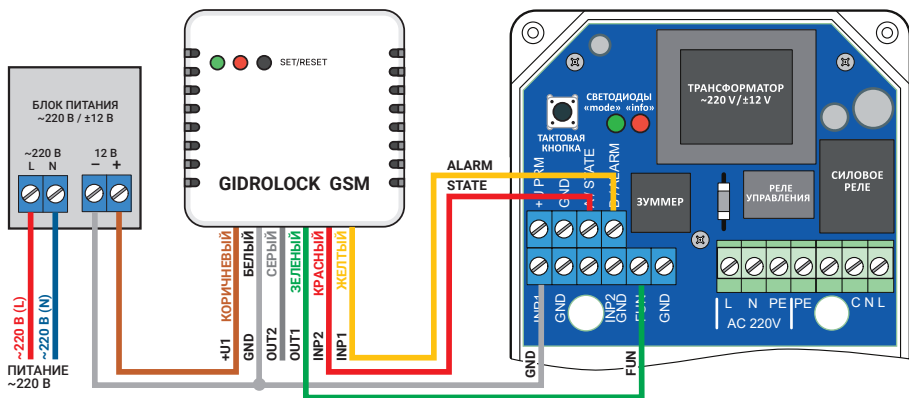 БЛОК ПИТАНИЯ
~220 В / ±12 В
~220 В
L N
12 В
− +
~220 В (L)
~220 В (N)
ПИТАНИЕ
~220 В
SET/RESET
GIDROLOCK GSM
КОРИЧНЕВЫЙ
БЕЛЫЙ
СЕРЫЙ
ЗЕЛЕНЫЙ
КРАСНЫЙ
ЖЕЛТЫЙ
+U1
GND
OUT2
OUT1
INP2
INP1
ALARM
STATE
GND
FUN
ТРАНСФОРМАТОР
~220 V/±12 V
СВЕТОДИОДЫ
«mode» «info»
ТАКТОВАЯ
КНОПКА
ЗУММЕР
РЕЛЕ
УПРАВЛЕНИЯ
СИЛОВОЕ
РЕЛЕ
+U PRM
GND
A / STATE
B / ALARM
INP1
GND
INP2
GND
FUN
GND
L N PE PE C N L
AC 220V